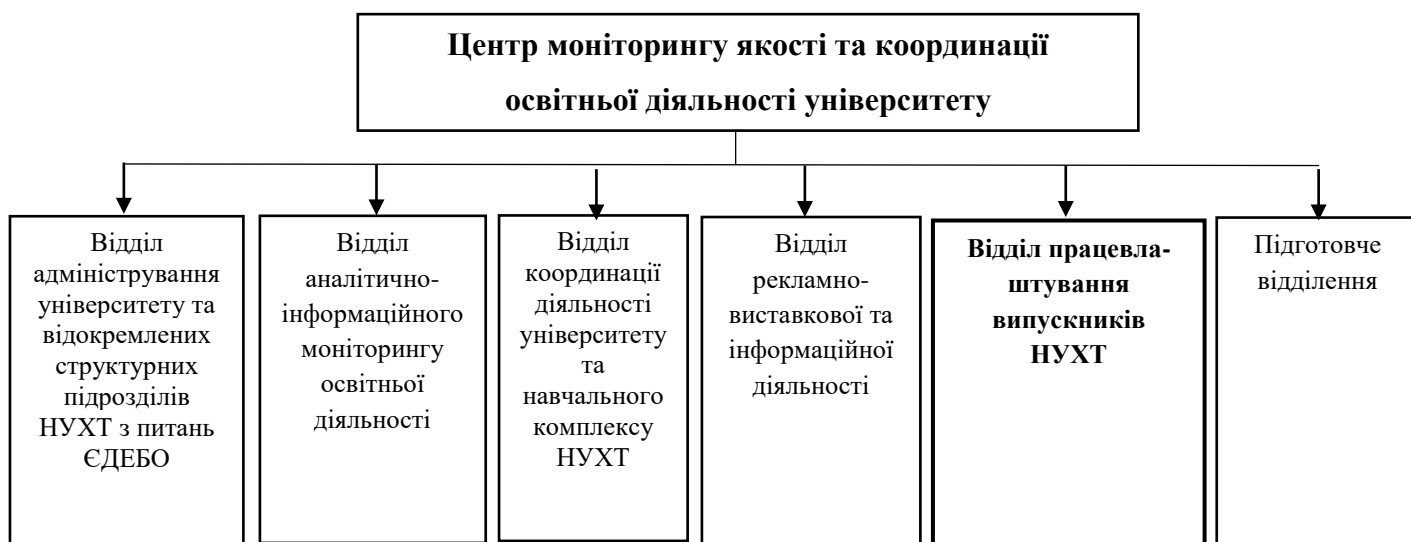 Центр моніторингу якості та координації
освітньої діяльності університету
Відділ
адміністрування
університету та
відокремлених
структурних
підрозділів
НУХТ з питань
ЄДЕБО
Відділ
аналітично-
інформаційного
моніторингу
освітньої
діяльності
Відділ
координації
діяльності
університету
та
навчального
комплексу
НУХТ
Відділ
рекламно-
виставкової та
інформаційної
діяльності
Відділ працевла-
штування
випускників
НУХТ
Підготовче
відділення